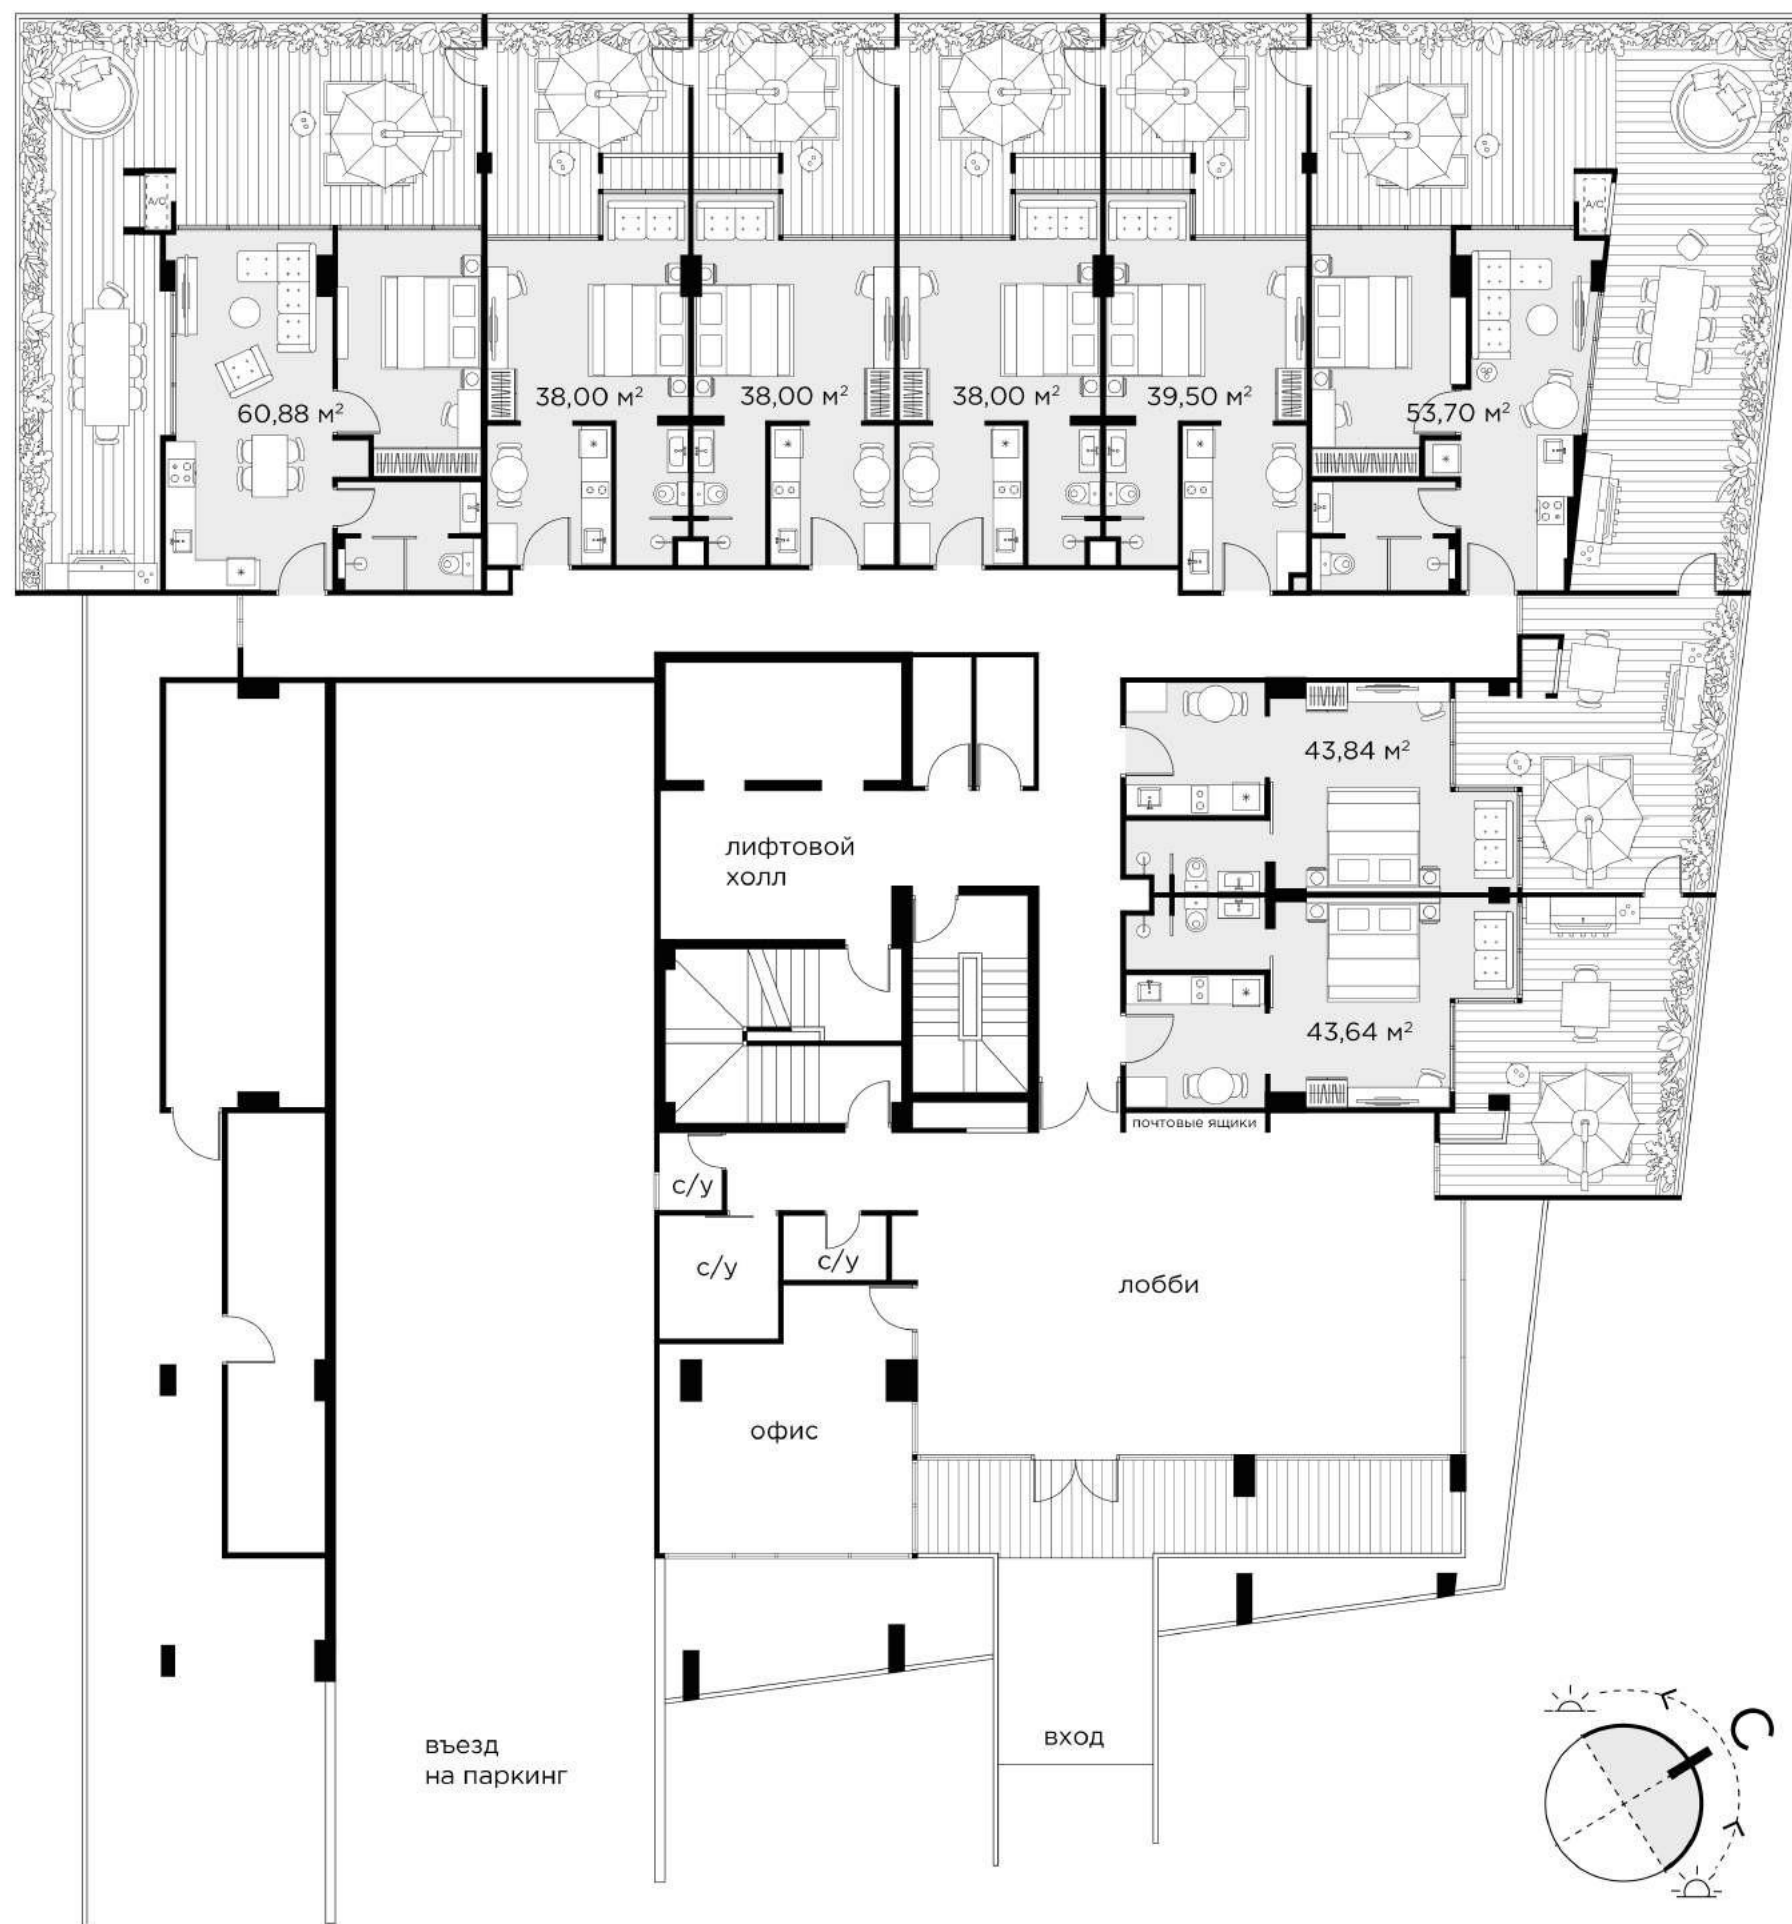 A/C
A/C
60,88 м²
38,00 м²
38,00 м²
38,00 м²
39,50 м²
53,70 м²
43,84 м²
лифтовой
холл
43,64 м²
почтовые ящики
с/у
с/у
с/у
лобби
офис
въезд
на паркинг
вход
С